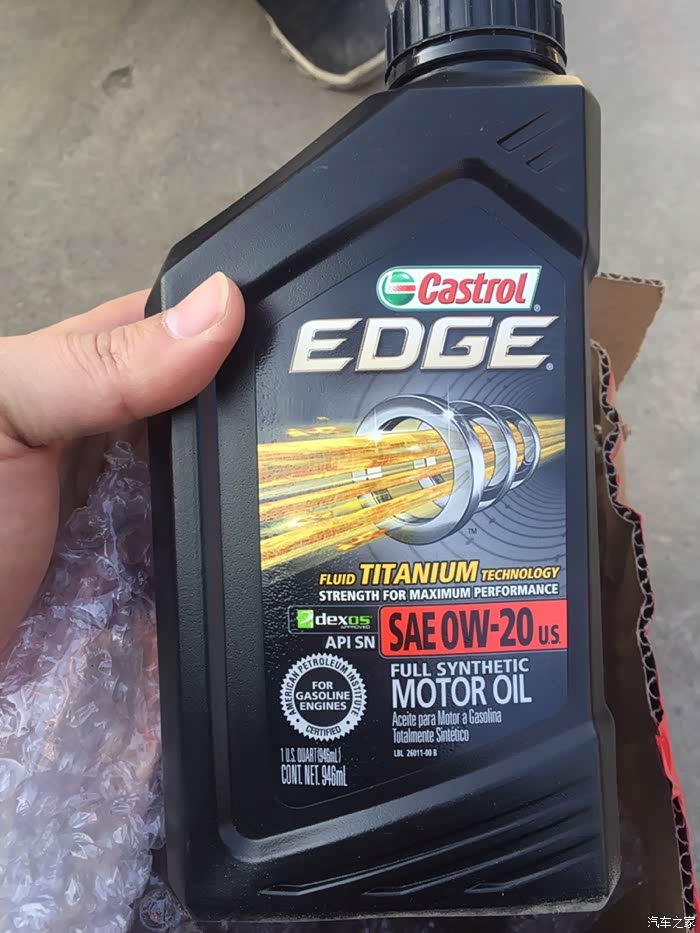 Castrol
EDGE
FLUID TITANIUM TECHNOLOGY
STRENGTH FOR MAXIMUM PERFORMANCE
dexos
APPROVED
API SN
SAE 0W-20 U.S.
AMERICAN PETROLEUM INSTITUTE
FOR
GASOLINE
ENGINES
CERTIFIED
FULL SYNTHETIC
MOTOR OIL
Aceite para Motor a Gasolina
Totalmente Sintético
LBL 26011-00 B
1 U.S. QUART(946mL)
CONT. NET. 946mL
汽车之家